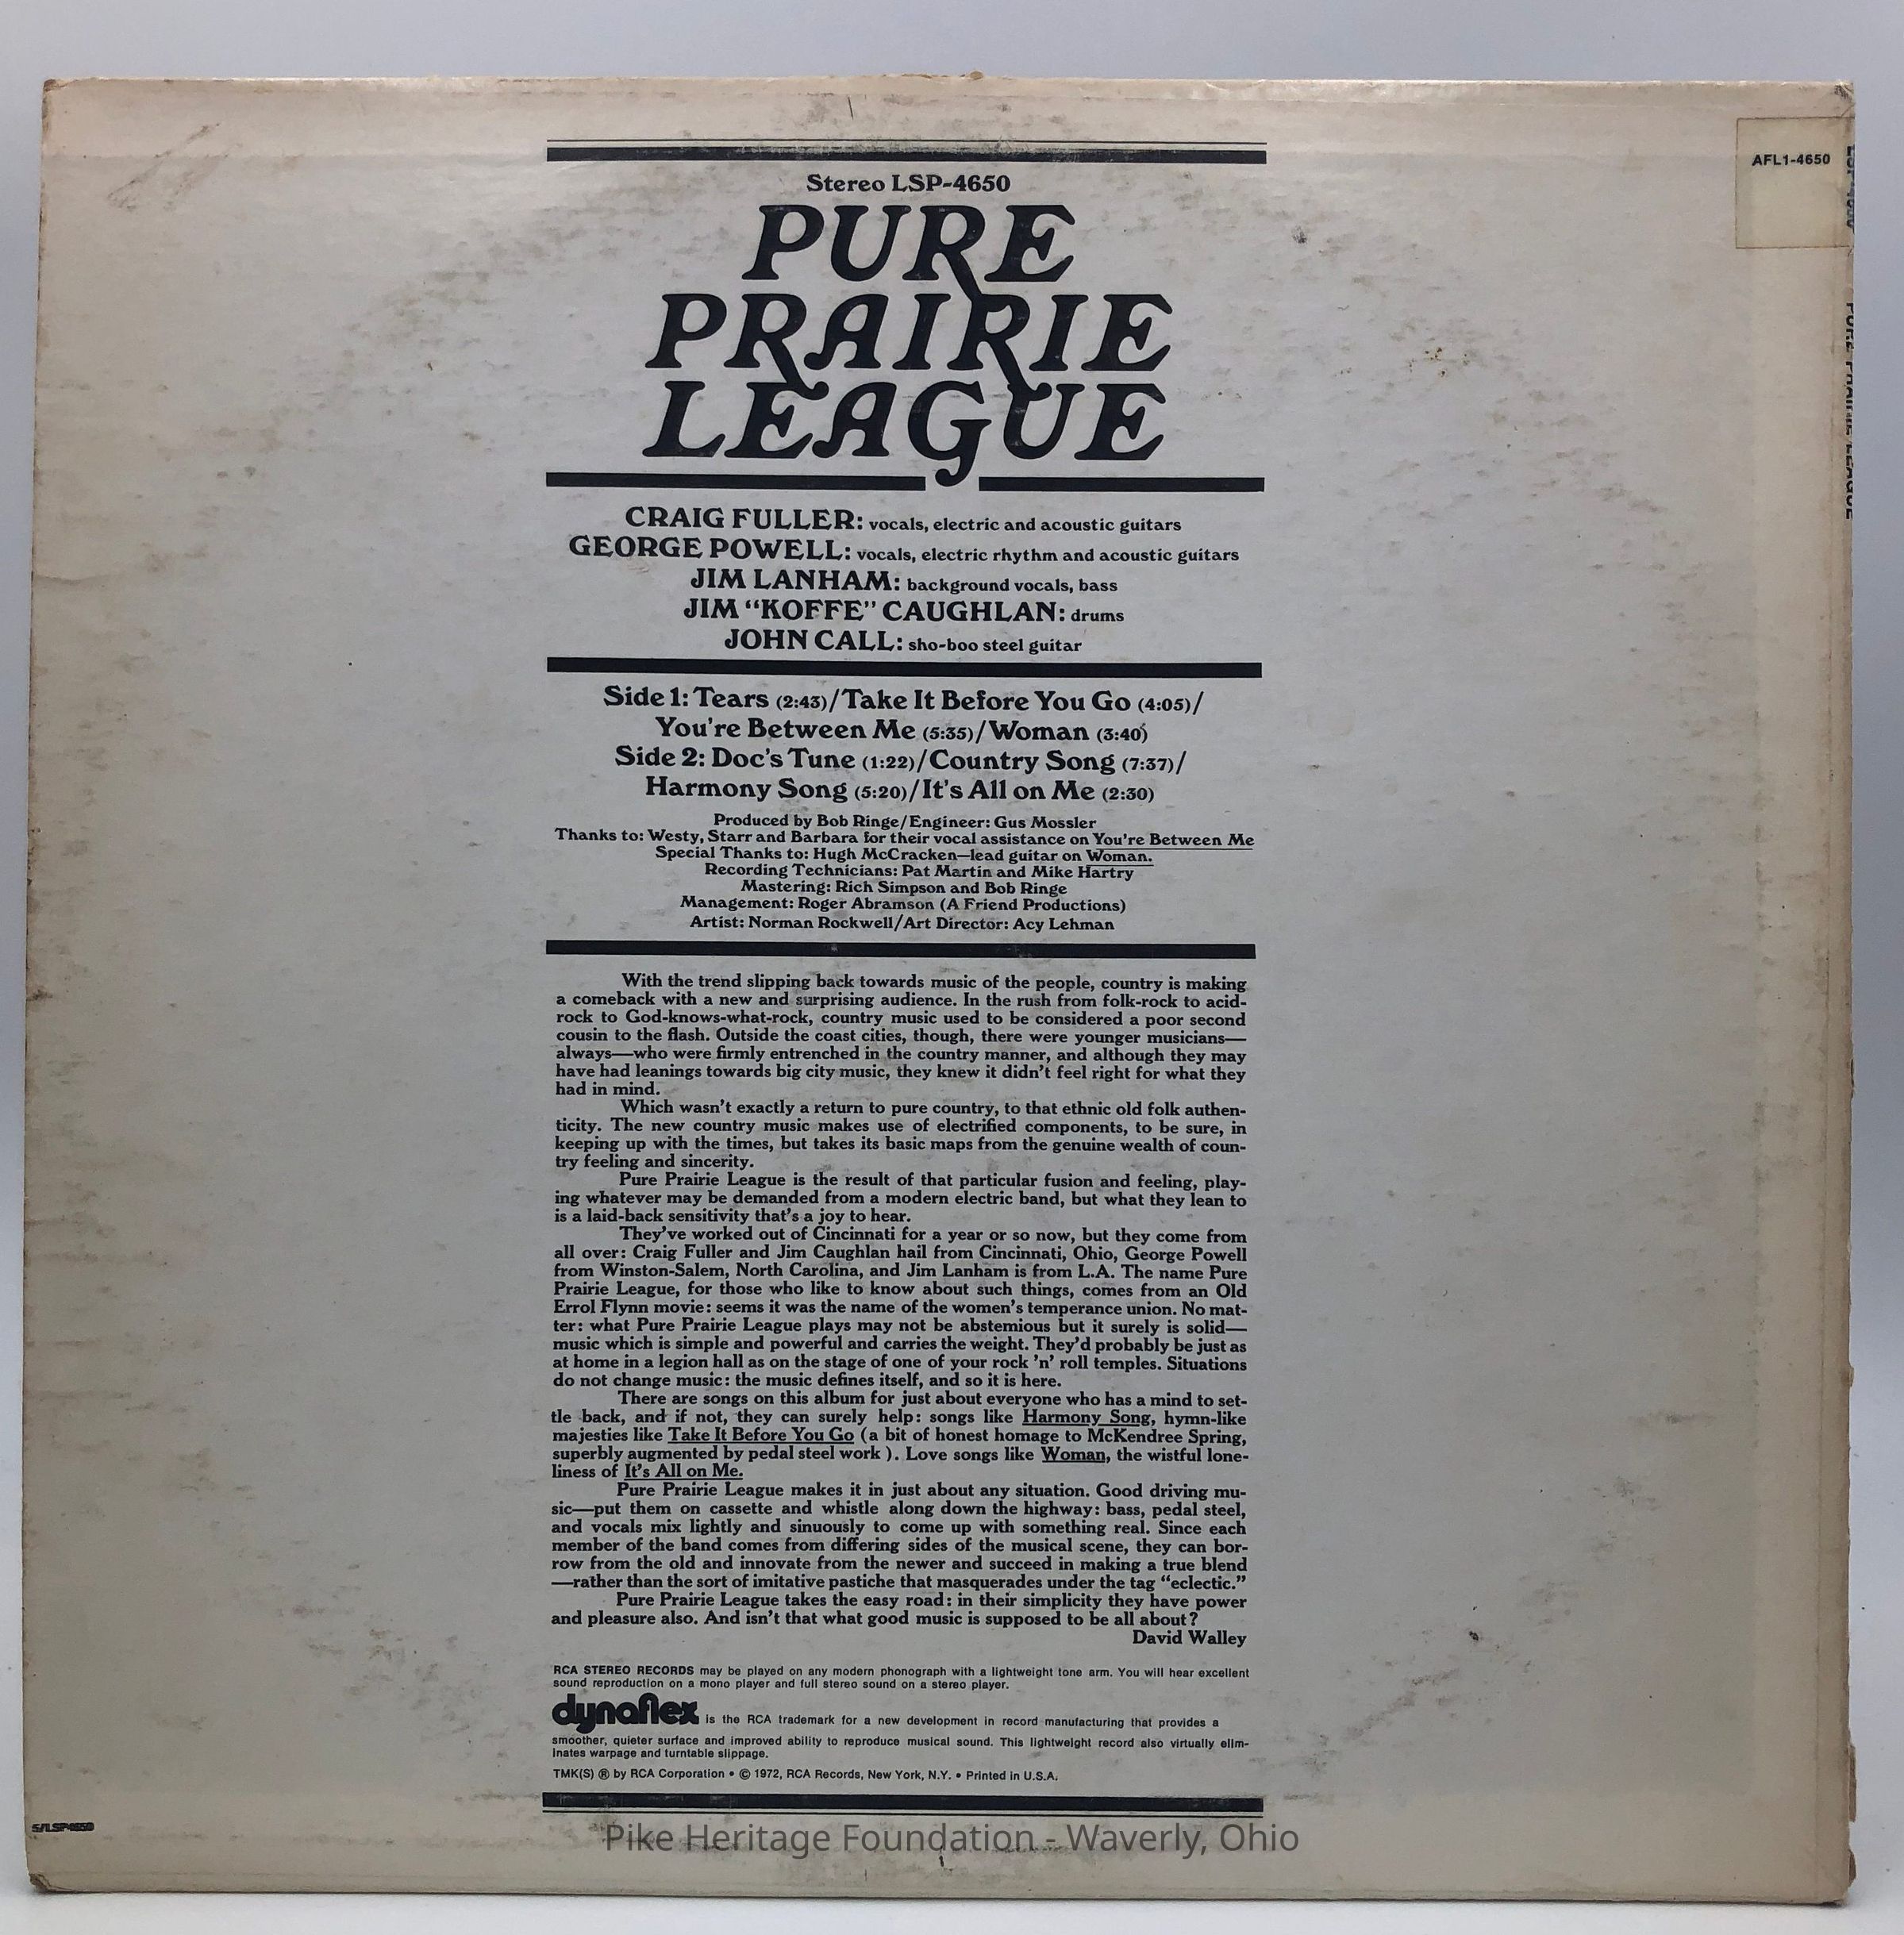 AFL1-4650
Stereo LSP-4650
PURE
PRAIRIE
LEAGUE
PURE PRAIRIE LEAGUE
CRAIG FULLER: vocals, electric and acoustic guitars
GEORGE POWELL: vocals, electric rhythm and acoustic guitars
JIM LANHAM: background vocals, bass
JIM “KOFFE” CAUGHLAN: drums
JOHN CALL: sho-boo steel guitar
Side 1: Tears (2:43)/Take It Before You Go (4:05)/
You're Between Me (5:35)/Woman (3:40)
Side 2: Doc's Tune (1:22)/Country Song (7:37)/
Harmony Song (5:20)/It's All on Me (2:30)
Produced by Bob Ringe/Engineer: Gus Mossler
Thanks to: Westy, Starr and Barbara for their vocal assistance on You're Between Me
Special Thanks to: Hugh McCracken—lead guitar on Woman.
Recording Technicians: Pat Martin and Mike Hartry
Mastering: Rich Simpson and Bob Ringe
Management: Roger Abramson (A Friend Productions)
Artist: Norman Rockwell/Art Director: Acy Lehman
With the trend slipping back towards music of the people, country is making
a comeback with a new and surprising audience. In the rush from folk-rock to acid-
rock to God-knows-what-rock, country music used to be considered a poor second
cousin to the flash. Outside the coast cities, though, there were younger musicians—
always—who were firmly entrenched in the country manner, and although they may
have had leanings towards big city music, they knew it didn't feel right for what they
had in mind.
Which wasn't exactly a return to pure country, to that ethnic old folk authen-
ticity. The new country music makes use of electrified components, to be sure, in
keeping up with the times, but takes its basic maps from the genuine wealth of coun-
try feeling and sincerity.
Pure Prairie League is the result of that particular fusion and feeling, play-
ing whatever may be demanded from a modern electric band, but what they lean to
is a laid-back sensitivity that's a joy to hear.
They've worked out of Cincinnati for a year or so now, but they come from
all over: Craig Fuller and Jim Caughlan hail from Cincinnati, Ohio, George Powell
from Winston-Salem, North Carolina, and Jim Lanham is from L.A. The name Pure
Prairie League, for those who like to know about such things, comes from an Old
Errol Flynn movie: seems it was the name of the women's temperance union. No mat-
ter: what Pure Prairie League plays may not be abstemious but it surely is solid—
music which is simple and powerful and carries the weight. They'd probably be just as
at home in a legion hall as on the stage of one of your rock 'n' roll temples. Situations
do not change music: the music defines itself, and so it is here.
There are songs on this album for just about everyone who has a mind to set-
tle back, and if not, they can surely help: songs like Harmony Song, hymn-like
majesties like Take It Before You Go (a bit of honest homage to McKendree Spring,
superbly augmented by pedal steel work ). Love songs like Woman, the wistful lone-
liness of It's All on Me.
Pure Prairie League makes it in just about any situation. Good driving mu-
sic—put them on cassette and whistle along down the highway: bass, pedal steel,
and vocals mix lightly and sinuously to come up with something real. Since each
member of the band comes from differing sides of the musical scene, they can bor-
row from the old and innovate from the newer and succeed in making a true blend
—rather than the sort of imitative pastiche that masquerades under the tag “eclectic.”
Pure Prairie League takes the easy road: in their simplicity they have power
and pleasure also. And isn't that what good music is supposed to be all about?
David Walley
RCA STEREO RECORDS may be played on any modern phonograph with a lightweight tone arm. You will hear excellent
sound reproduction on a mono player and full stereo sound on a stereo player.
dynaflex is the RCA trademark for a new development in record manufacturing that provides a
smoother, quieter surface and improved ability to reproduce musical sound. This lightweight record also virtually elim-
inates warpage and turntable slippage.
TMK(S) ® by RCA Corporation • © 1972, RCA Records, New York, N.Y. • Printed in U.S.A.
Pike Heritage Foundation - Waverly, Ohio